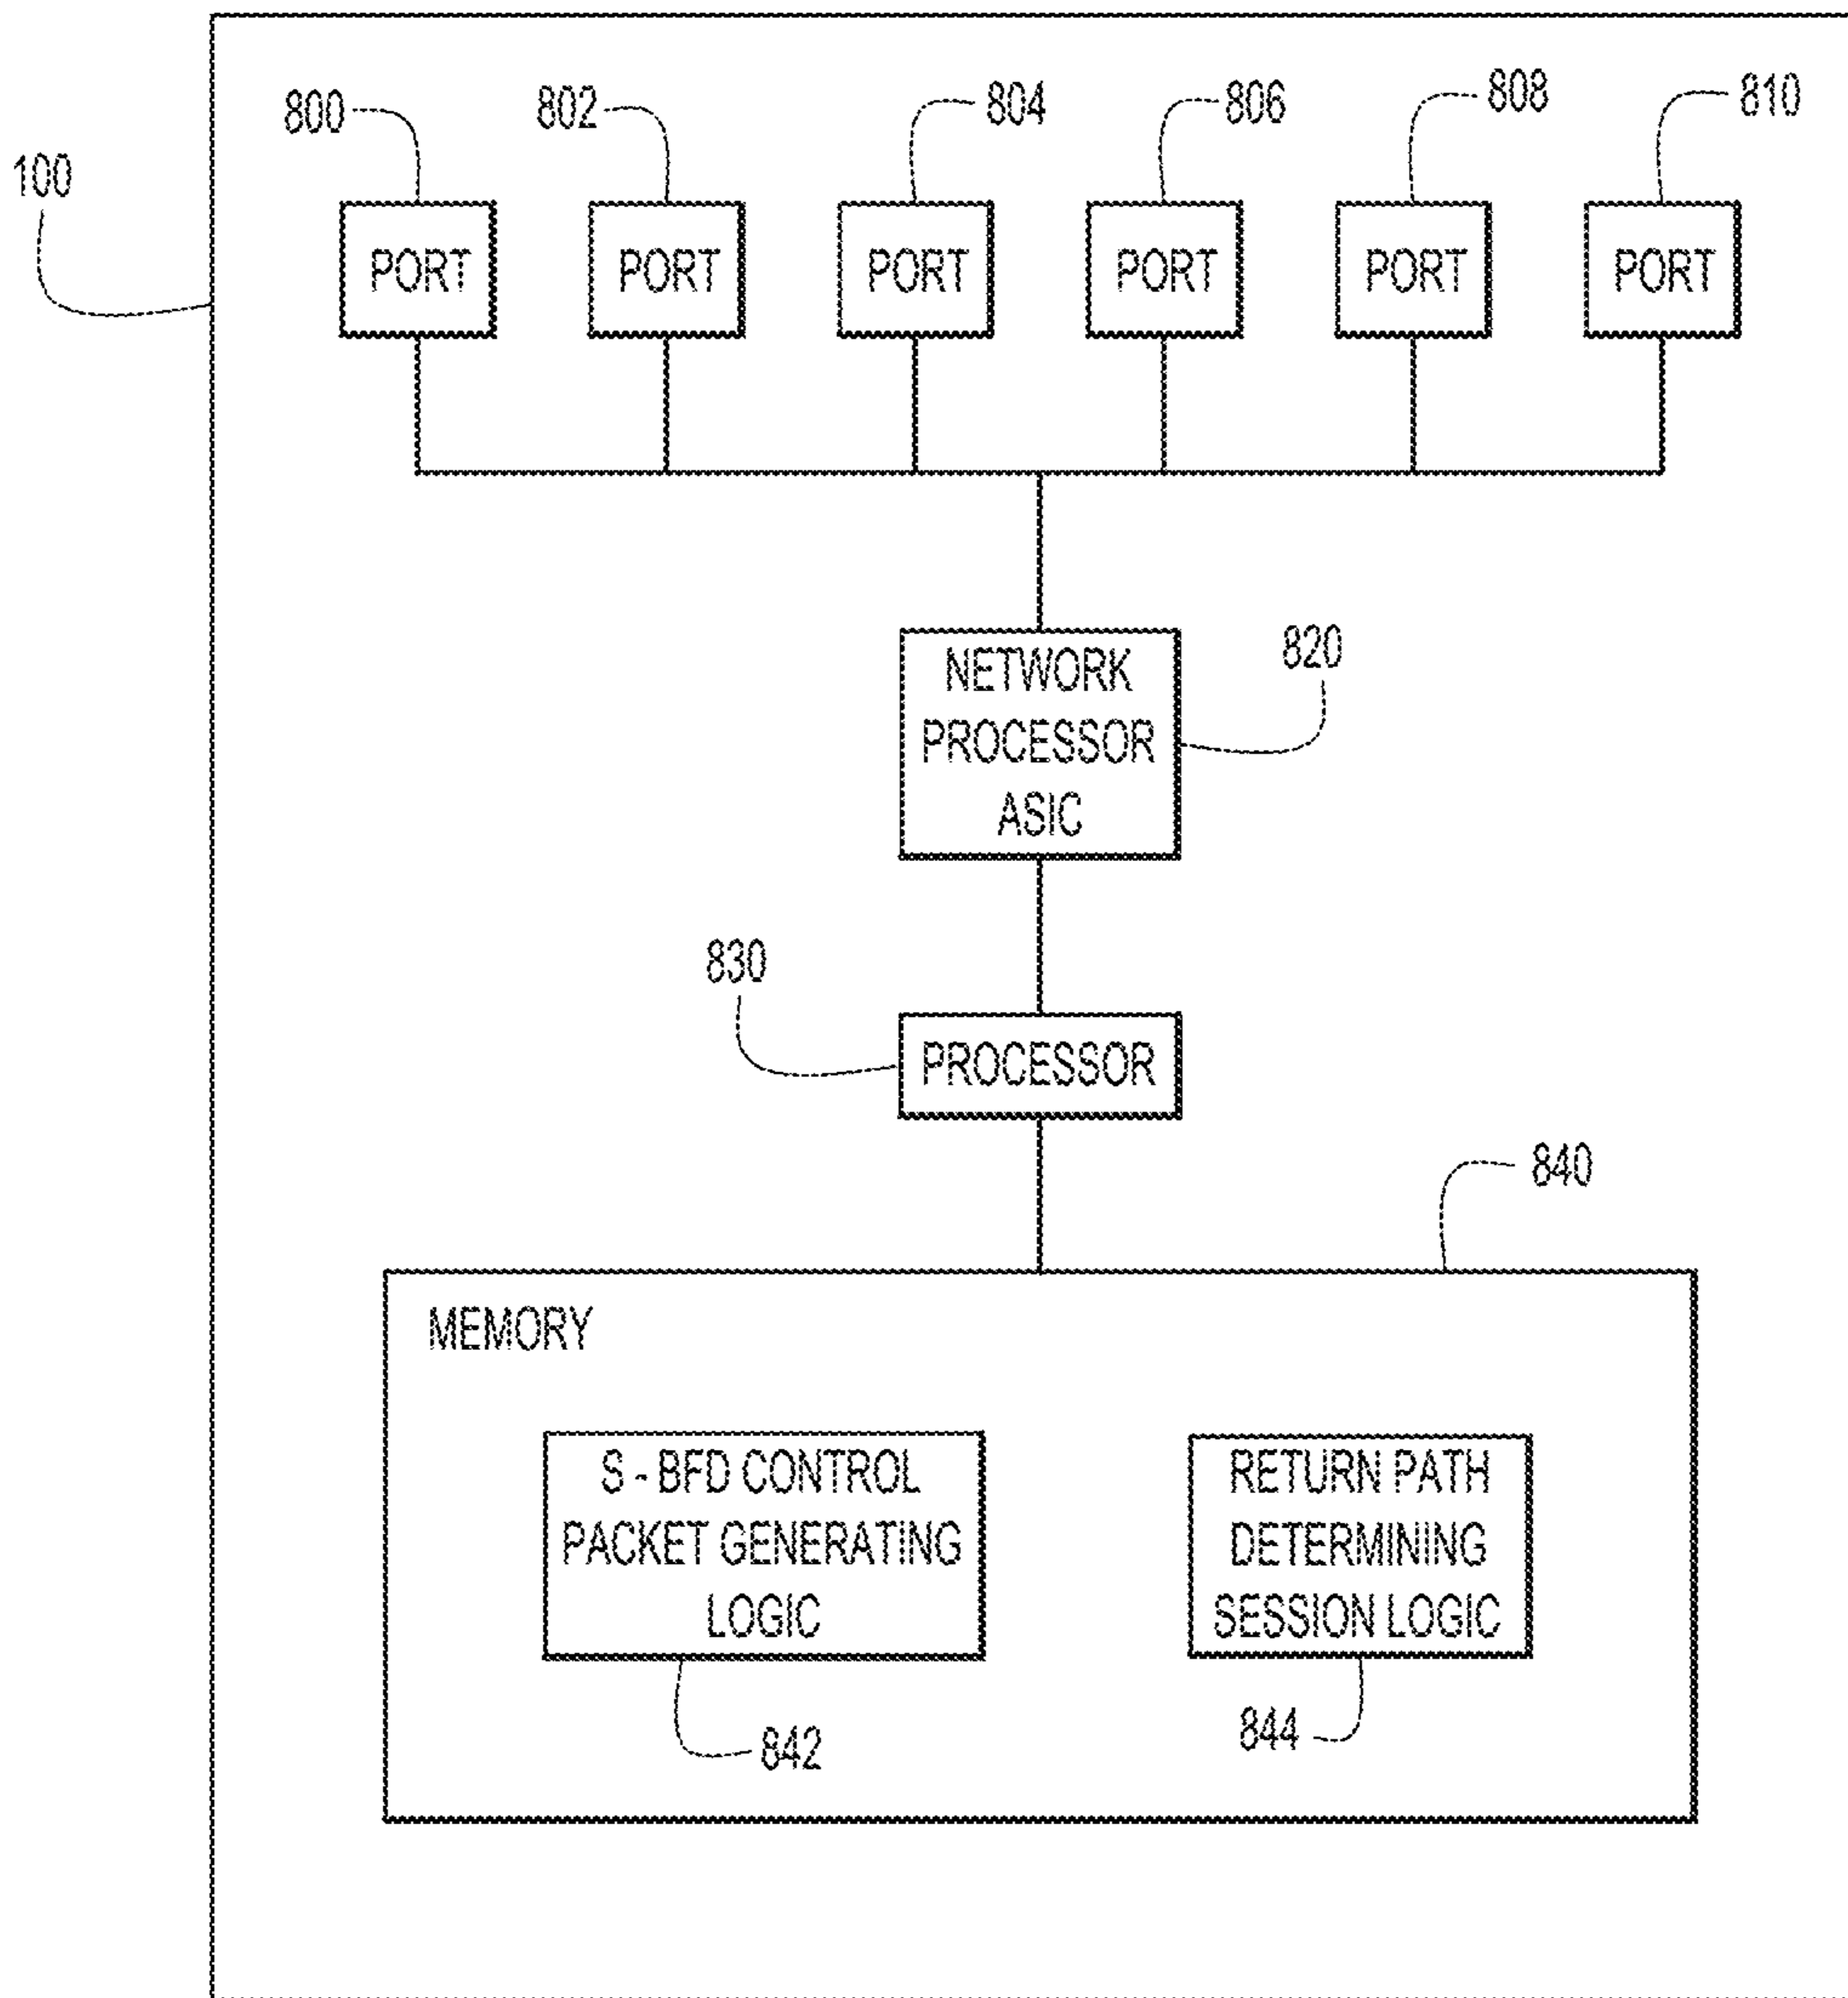 800 802 804 806 808 810
100
PORT PORT PORT PORT PORT PORT
820
NETWORK
PROCESSOR
ASIC
830
PROCESSOR
840
MEMORY
S - BFD CONTROL
PACKET GENERATING
LOGIC
842
RETURN PATH
DETERMINING
SESSION LOGIC
844